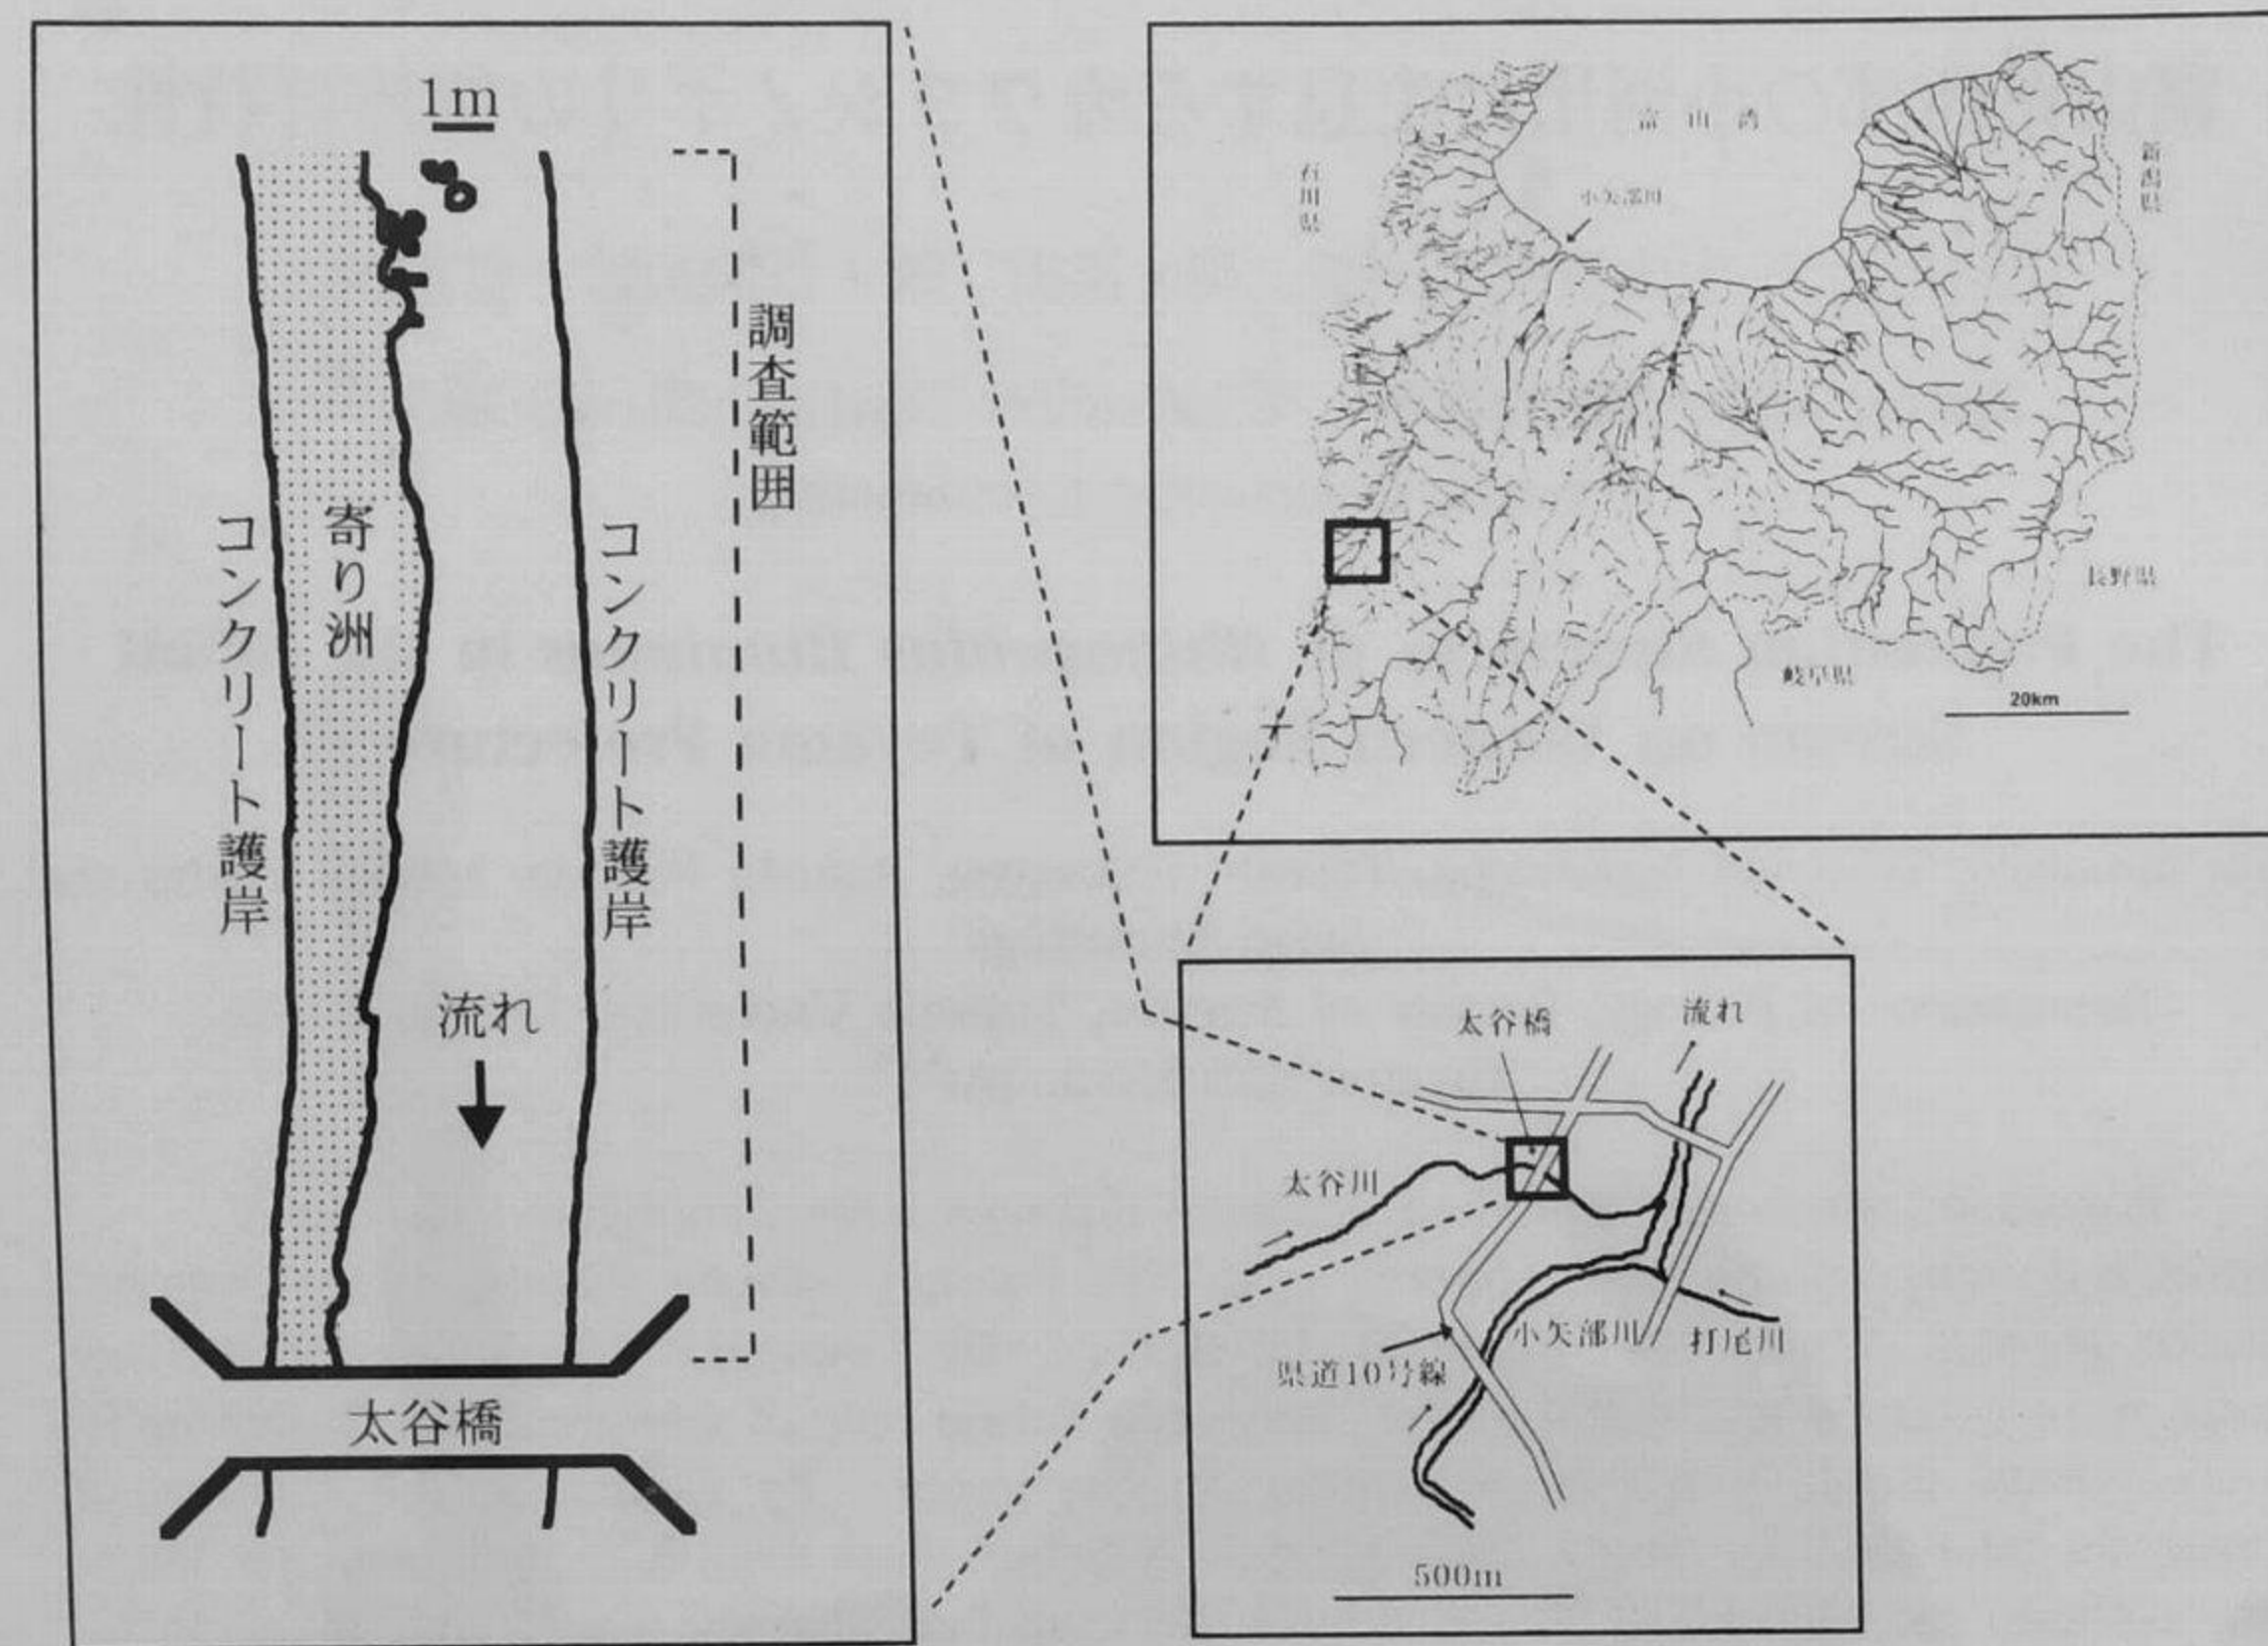 1m
調査範囲
コンクリート護岸
寄り洲
コンクリート護岸
流れ
太谷橋
富山湾
石川県
新潟県
小矢部川
長野県
岐阜県
20km
太谷橋
流れ
太谷川
小矢部川
打尾川
県道10号線
500m